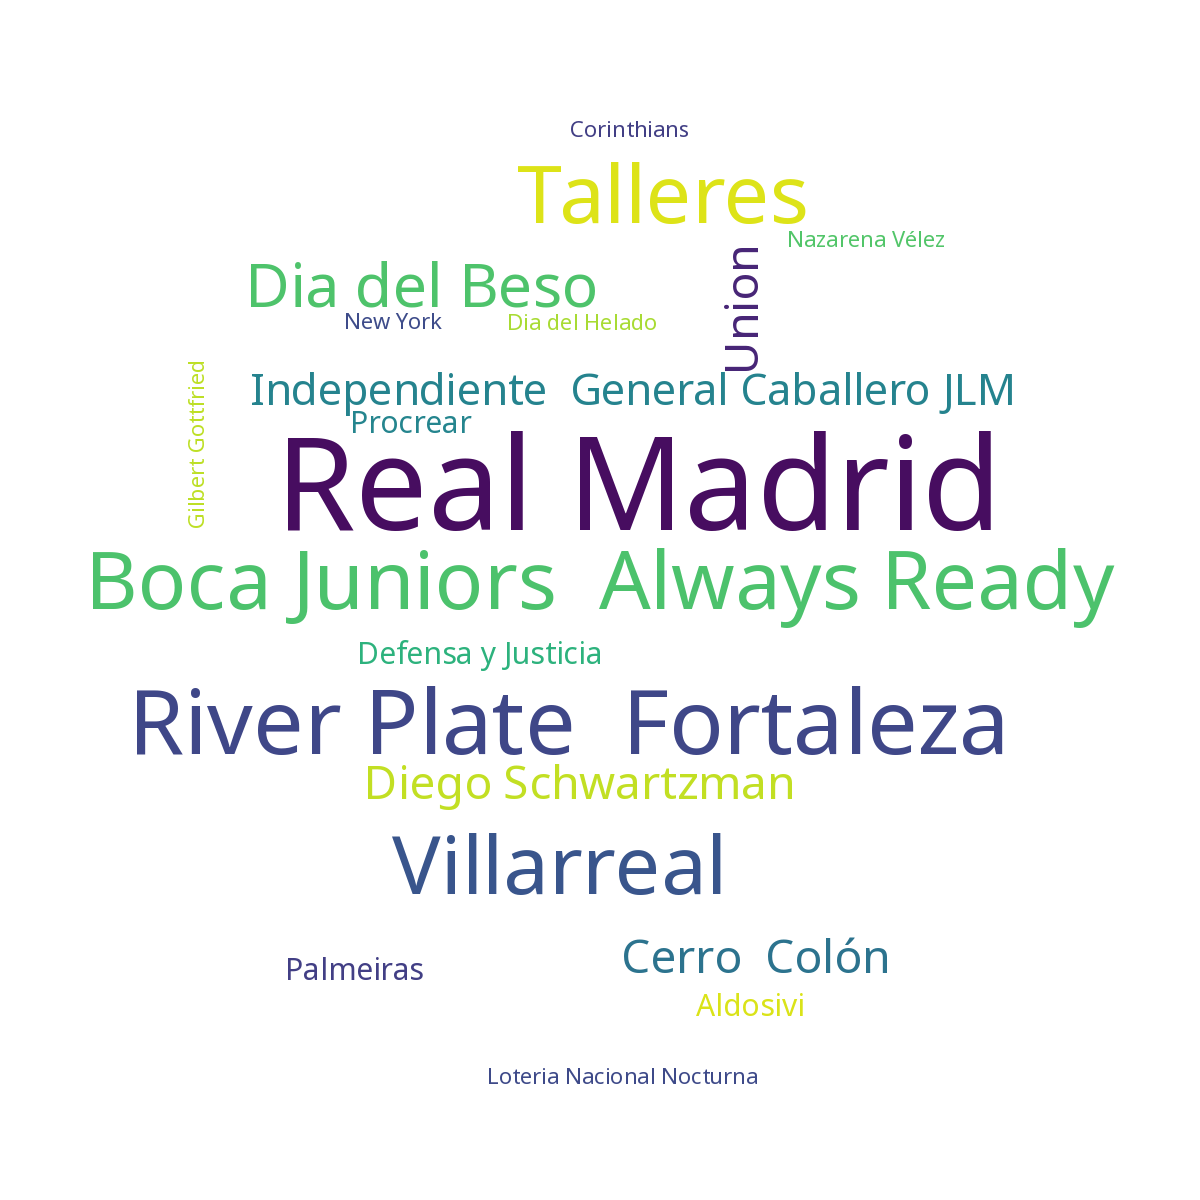 Corinthians
Talleres
Nazarena Vélez
Union
Dia del Beso
New York
Dia del Helado
Gilbert Gottfried
Independiente General Caballero JLM
Procrear
Real Madrid
Boca Juniors Always Ready
Defensa y Justicia
River Plate Fortaleza
Diego Schwartzman
Villarreal
Cerro Colón
Palmeiras
Aldosivi
Loteria Nacional Nocturna